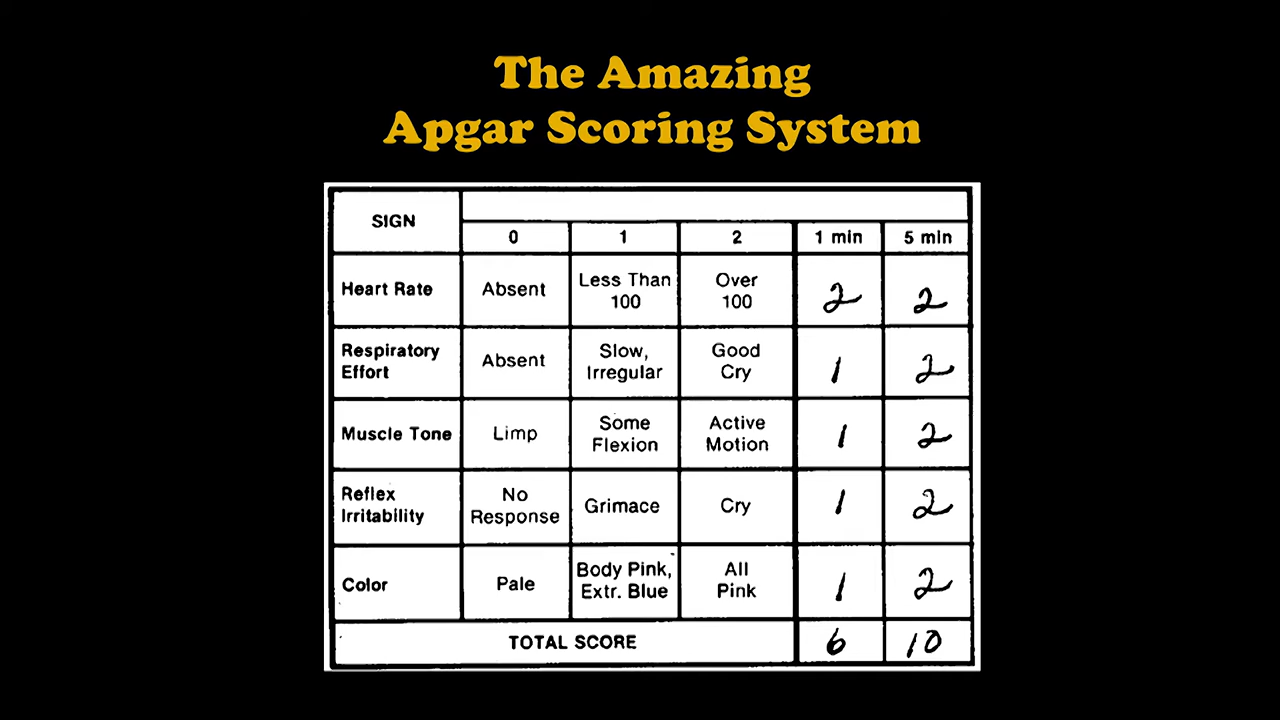 The Amazing
Apgar Scoring System
SIGN
0 1 2 1 min 5 min
Heart Rate Absent Less Than 100 Over 100 2 2
Respiratory Effort Absent Slow, Irregular Good Cry 1 2
Muscle Tone Limp Some Flexion Active Motion 1 2
Reflex Irritability No Response Grimace Cry 1 2
Color Pale Body Pink, Extr. Blue All Pink 1 2
TOTAL SCORE 6 10